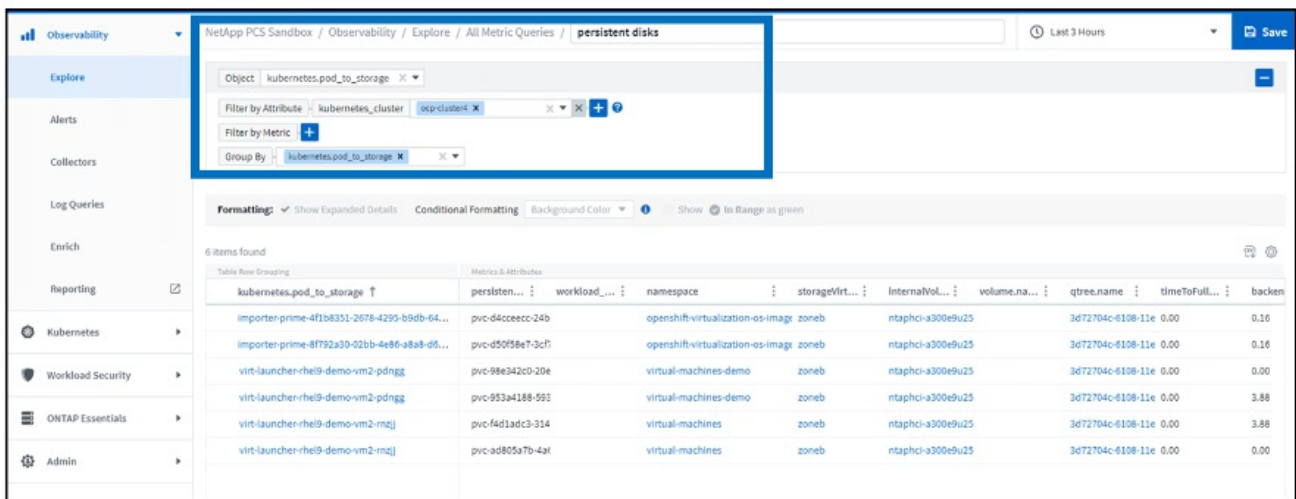 Observability
NetApp PCS Sandbox / Observability / Explore / All Metric Queries / persistent disks
Last 3 Hours
Save
Explore
Alerts
Collectors
Log Queries
Enrich
Reporting
Kubernetes
Workload Security
ONTAP Essentials
Admin
Object kubernetes.pod_to_storage
Filter by Attribute kubernetes_cluster ocp-cluster4
Filter by Metric
Group By kubernetes.pod_to_storage
Formatting: Show Expanded Details Conditional Formatting Background Color Show In Range as green
6 items found
Table Row Grouping Metrics & Attributes
kubernetes.pod_to_storage persisten... workload_... namespace storageVirt... internalVol... volume.na... qtree.name timeToFull... backen
importer-prime-4f1b8351-2678-4295-b9db-64... pvc-d4cceecc-24b openshift-virtualization-os-image zoneb ntaphci-a300e9u25 3d72704c-6108-11e 0.00 0.16
importer-prime-8f792a30-02bb-4e86-a8a8-d6... pvc-d50f58e7-3cf openshift-virtualization-os-image zoneb ntaphci-a300e9u25 3d72704c-6108-11e 0.00 0.16
virt-launcher-rhel9-demo-vm2-pdngg pvc-98e342c0-20e virtual-machines-demo zoneb ntaphci-a300e9u25 3d72704c-6108-11e 0.00 0.00
virt-launcher-rhel9-demo-vm2-pdngg pvc-953a4188-593 virtual-machines-demo zoneb ntaphci-a300e9u25 3d72704c-6108-11e 0.00 3.88
virt-launcher-rhel9-demo-vm2-rnzjj pvc-f4d1adc3-314 virtual-machines zoneb ntaphci-a300e9u25 3d72704c-6108-11e 0.00 3.88
virt-launcher-rhel9-demo-vm2-rnzjj pvc-ad805a7b-4a virtual-machines zoneb ntaphci-a300e9u25 3d72704c-6108-11e 0.00 0.00